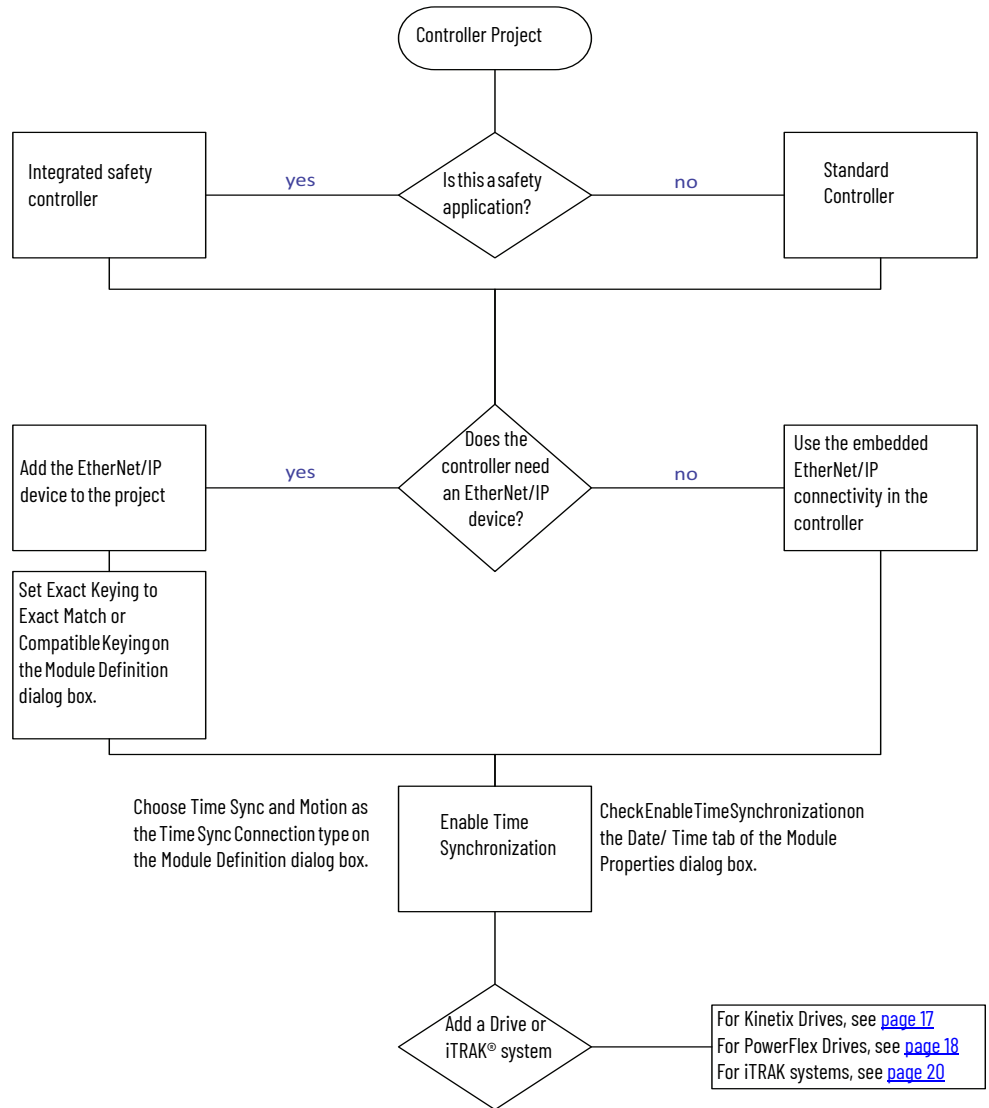 Controller Project
Integrated safety
controller
yes
Is this a safety
application?
no
Standard
Controller
Add the EtherNet/IP
device to the project
yes
Does the
controller need
an EtherNet/IP
device?
no
Use the embedded
EtherNet/IP
connectivity in the
controller
Set Exact Keying to
Exact Match or
Compatible Keying on
the Module Definition
dialog box.
Choose Time Sync and Motion as
the Time Sync Connection type on
the Module Definition dialog box.
Enable Time
Synchronization
Check Enable Time Synchronization on
the Date/ Time tab of the Module
Properties dialog box.
Add a Drive or
iTRAK® system
For Kinetix Drives, see page 17
For PowerFlex Drives, see page 18
For iTRAK systems, see page 20